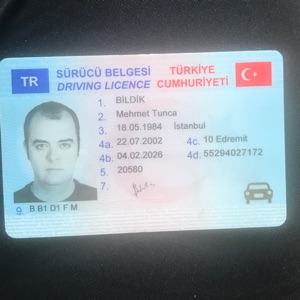 TR
SÜRÜCÜ BELGESİ TÜRKİYE
DRIVING LICENCE CUMHURİYETİ
1. BİLDİK
2. Mehmet Tunca
3. 18.05.1984 İstanbul
4a. 22.07.2002 4c. 10 Edremit
4b. 04.02.2026 4d. 55294027172
5. 20580
7.
9. B B1 D1 F M